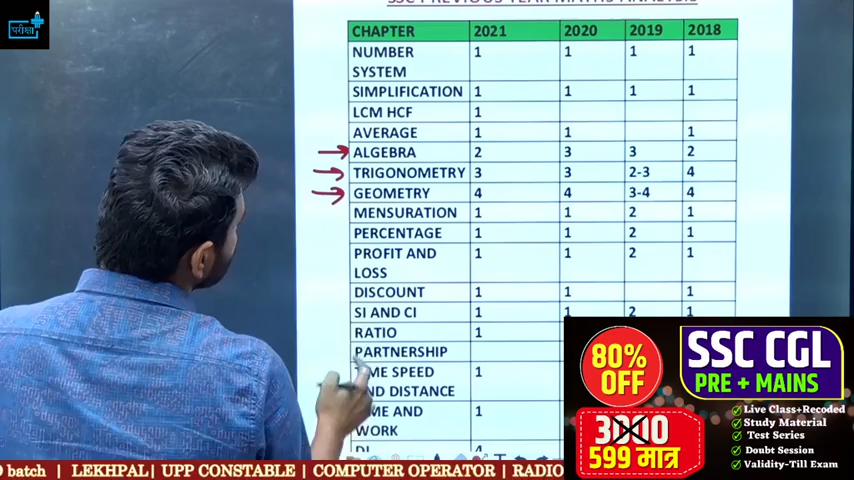 परीक्षा
SSC PREVIOUS YEAR MATHS ANALYSIS
CHAPTER 2021 2020 2019 2018
NUMBER SYSTEM 1 1 1 1
SIMPLIFICATION 1 1 1 1
LCM HCF 1
AVERAGE 1 1 1
ALGEBRA 2 3 3 2
TRIGONOMETRY 3 3 2-3 4
GEOMETRY 4 4 3-4 4
MENSURATION 1 1 2 1
PERCENTAGE 1 1 2 1
PROFIT AND LOSS 1 1 2 1
DISCOUNT 1 1 1
SI AND CI 1 1 2 1
RATIO 1
PARTNERSHIP
SPEED 1
DISTANCE
AND 1
WORK
80%
OFF
SSC CGL
PRE + MAINS
599 मात्र
Live Class+Recoded
Study Material
Test Series
Doubt Session
Validity-Till Exam
batch | LEKHPAL| UPP CONSTABLE | COMPUTER OPERATOR | RADIO